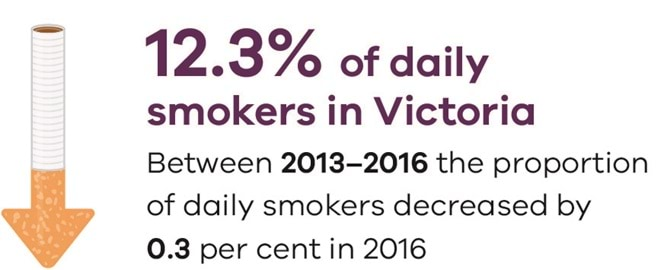 12.3% of daily
smokers in Victoria
Between 2013–2016 the proportion
of daily smokers decreased by
0.3 per cent in 2016